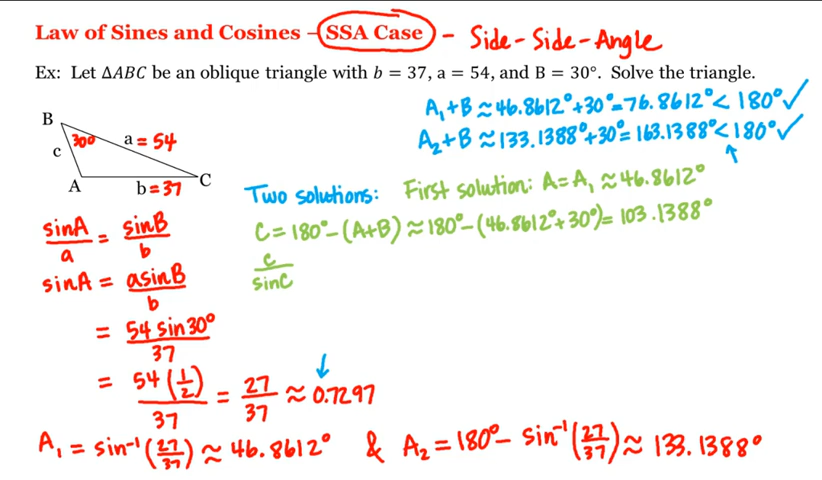 Law of Sines and Cosines – SSA Case - Side-Side-Angle
Ex: Let ΔABC be an oblique triangle with b = 37, a = 54, and B = 30°. Solve the triangle.
A₁+B ≈ 46.8612°+30° = 76.8612° < 180° ✓
A₂+B ≈ 133.1388°+30° = 163.1388° < 180° ✓
B
30°
a = 54
c
A
b = 37
C
Two solutions: First solution: A = A₁ ≈ 46.8612°
C = 180° - (A+B) ≈ 180° - (46.8612°+30°) = 103.1388°
c/sinC
sinA/a = sinB/b
sinA = asinB/b
= 54 sin30°/37
= 54(1/2)/37 = 27/37 ≈ 0.7297
A₁ = sin⁻¹(27/37) ≈ 46.8612° & A₂ = 180° - sin⁻¹(27/37) ≈ 133.1388°